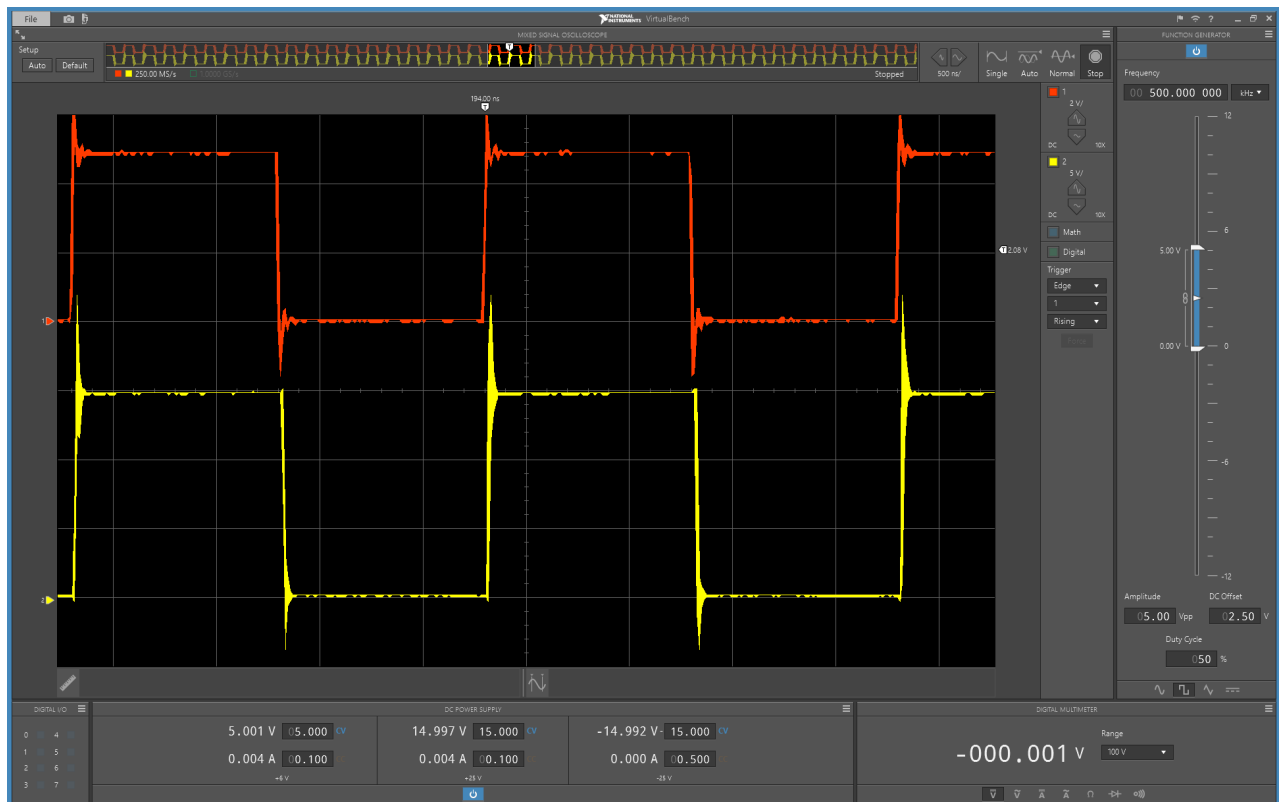 File
NATIONAL INSTRUMENTS VirtualBench
?
MIXED SIGNAL OSCILLOSCOPE
Setup
Auto Default
250.00 MS/s 1.0000 GS/s
Stopped
500 ns/
Single Auto Normal Stop
194.00 ns
T
1
2 V/
DC 10X
2
5 V/
DC 10X
Math
Digital
Trigger
Edge
1
Rising
Force
T 2.08 V
1
2
FUNCTION GENERATOR
Frequency
00 500.000 000 kHz
12
6
5.00 V
0.00 V
0
-6
-12
Amplitude DC Offset
05.00 Vpp 02.50 V
Duty Cycle
050 %
DIGITAL I/O
0 4
1 5
2 6
3 7
DC POWER SUPPLY
5.001 V 05.000 CV
0.004 A 00.100
+6 V
14.997 V 15.000 CV
0.004 A 00.100
+25 V
-14.992 V - 15.000 CV
0.000 A 00.500
-25 V
DIGITAL MULTIMETER
-000.001 V
Range
100 V
V V A A Ω